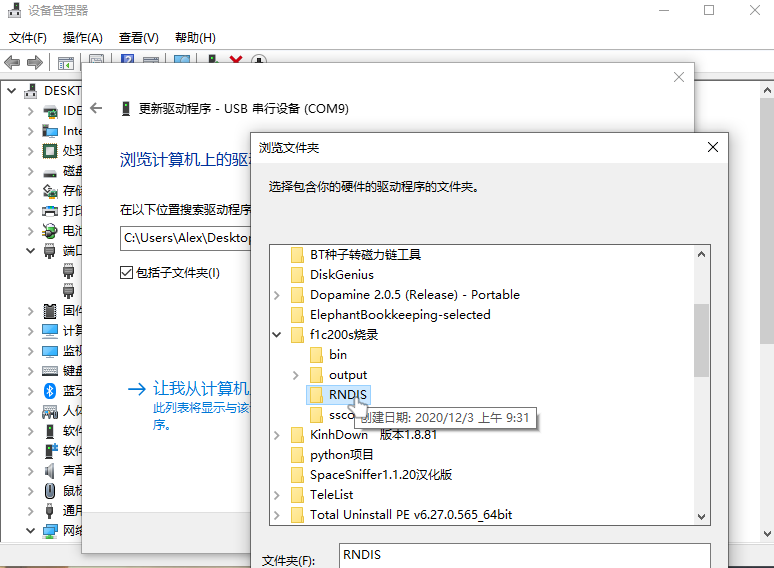 设备管理器
文件(F) 操作(A) 查看(V) 帮助(H)
DESKT
IDE
Inte
处理
磁盘
存储
打印
电池
端口
固件
计算
监视
键盘
蓝牙
人体
软件
软件
声音
鼠标
通用
网络
更新驱动程序 - USB 串行设备 (COM9)
浏览计算机上的驱动
在以下位置搜索驱动程序
C:\Users\Alex\Desktop
包括子文件夹(I)
让我从计算机
此列表将显示与该
序。
浏览文件夹
选择包含你的硬件的驱动程序的文件夹。
BT种子转磁力链工具
DiskGenius
Dopamine 2.0.5 (Release) - Portable
ElephantBookkeeping-selected
f1c200s烧录
bin
output
RNDIS
ssco
创建日期: 2020/12/3 上午 9:31
KinhDown 版本1.8.81
python项目
SpaceSniffer1.1.20汉化版
TeleList
Total Uninstall PE v6.27.0.565_64bit
文件夹(F):
RNDIS